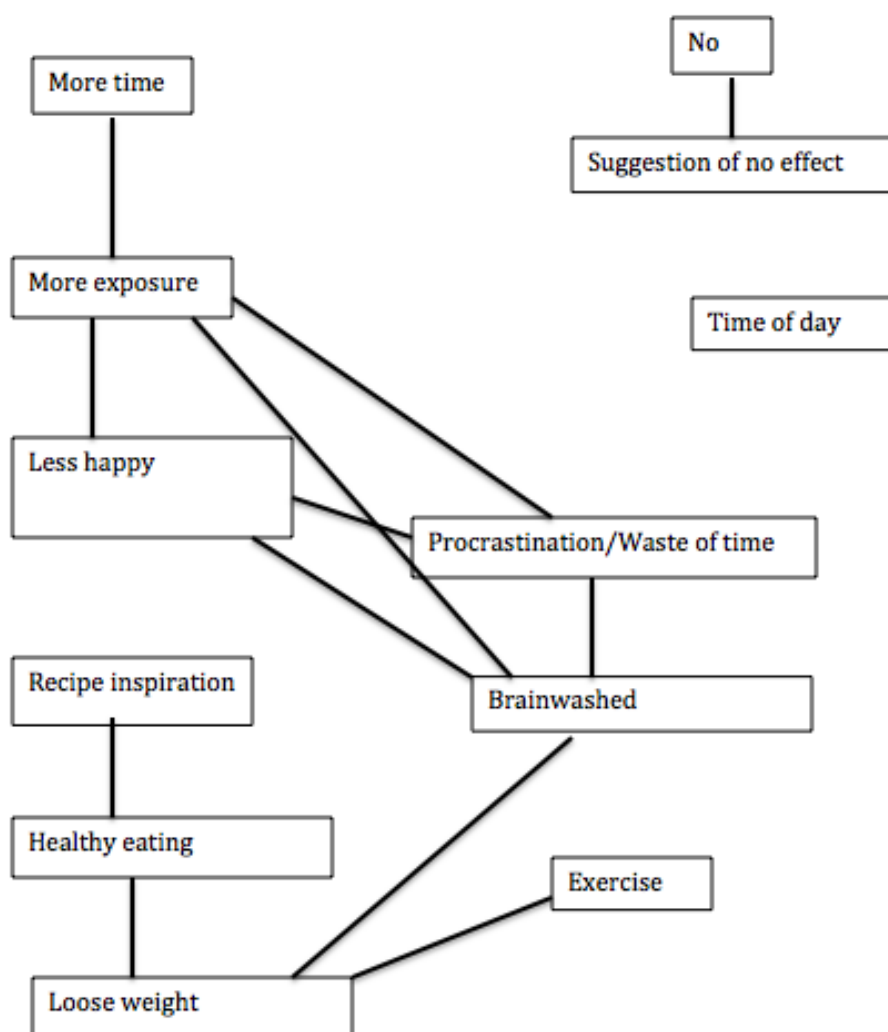 No
More time
Suggestion of no effect
More exposure
Time of day
Less happy
Procrastination/Waste of time
Recipe inspiration
Brainwashed
Healthy eating
Exercise
Loose weight